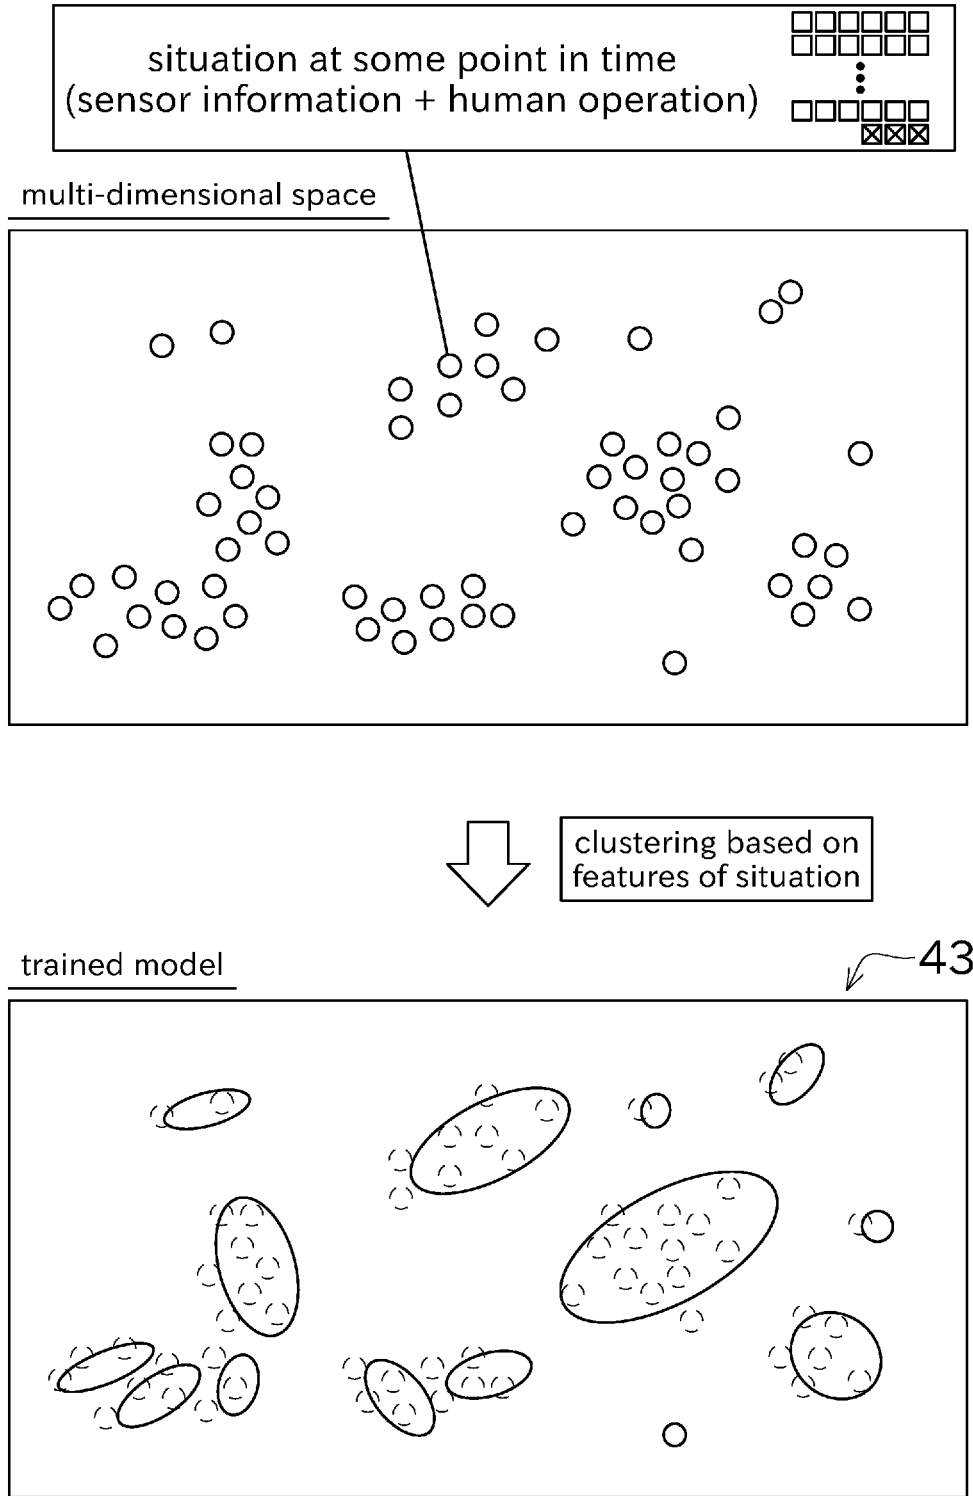 situation at some point in time
(sensor information + human operation)
multi-dimensional space
clustering based on
features of situation
trained model
43